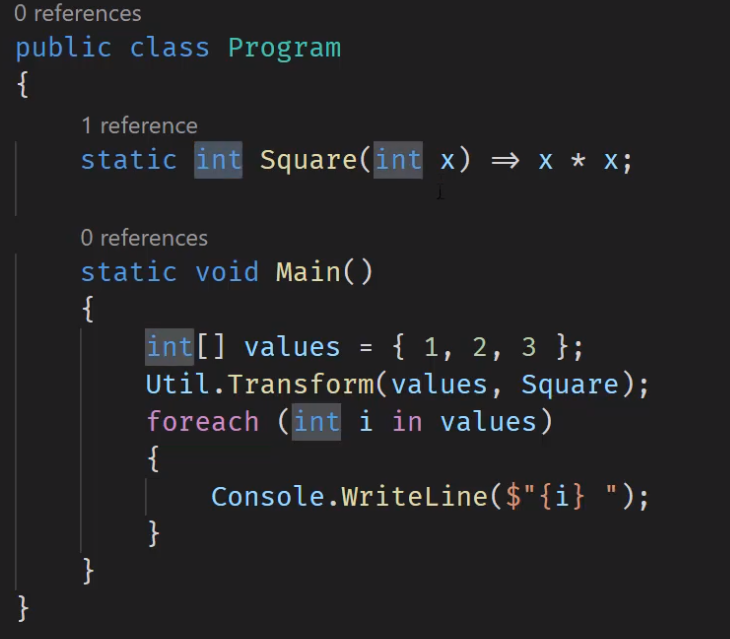 0 references
public class Program
{
1 reference
static int Square(int x) => x * x;
0 references
static void Main()
{
int[] values = { 1, 2, 3 };
Util.Transform(values, Square);
foreach (int i in values)
{
Console.WriteLine($"{i} ");
}
}
}